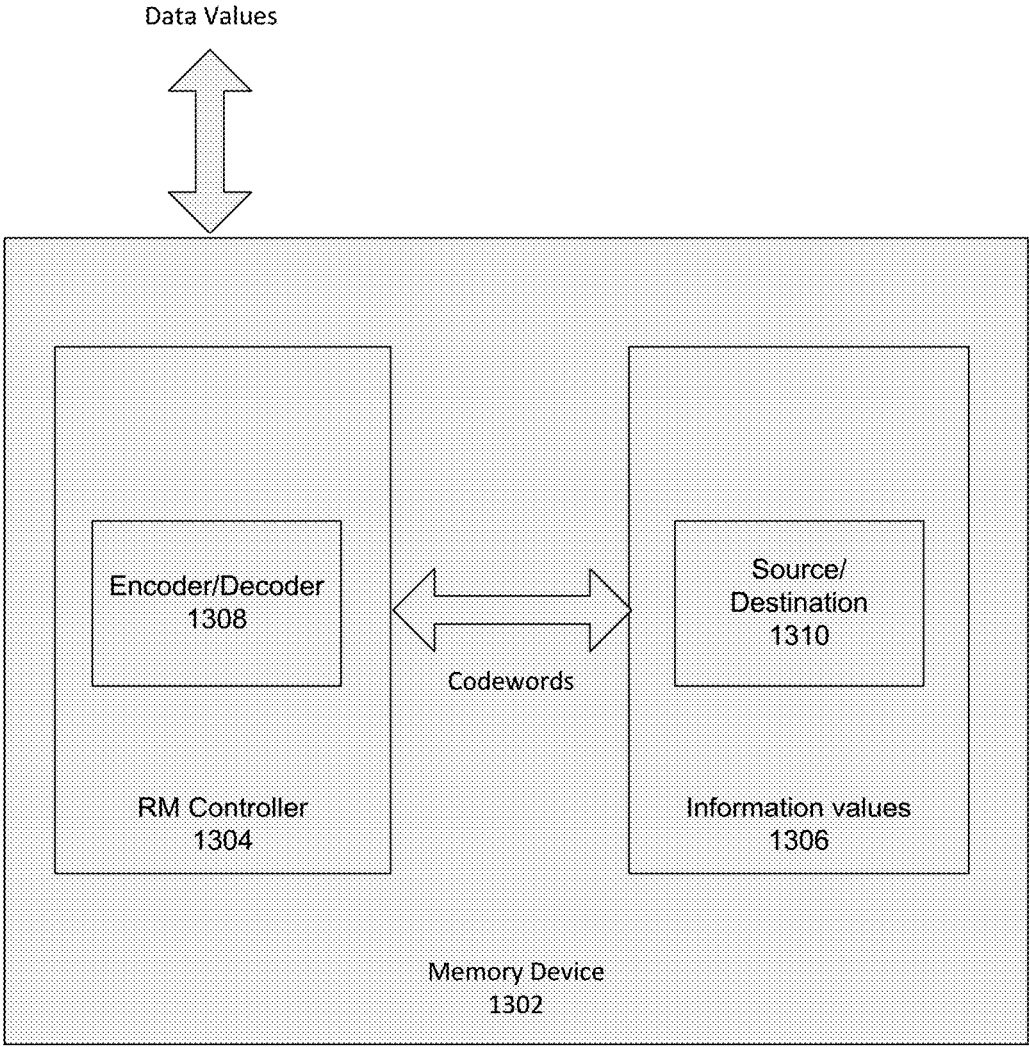 Data Values
Encoder/Decoder
1308
Source/
Destination
1310
Codewords
RM Controller
1304
Information values
1306
Memory Device
1302